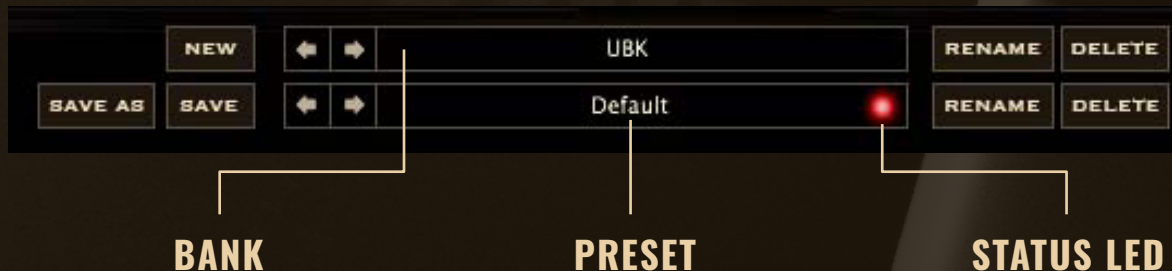 NEW UBK RENAME DELETE
SAVE AS SAVE Default RENAME DELETE
BANK PRESET STATUS LED